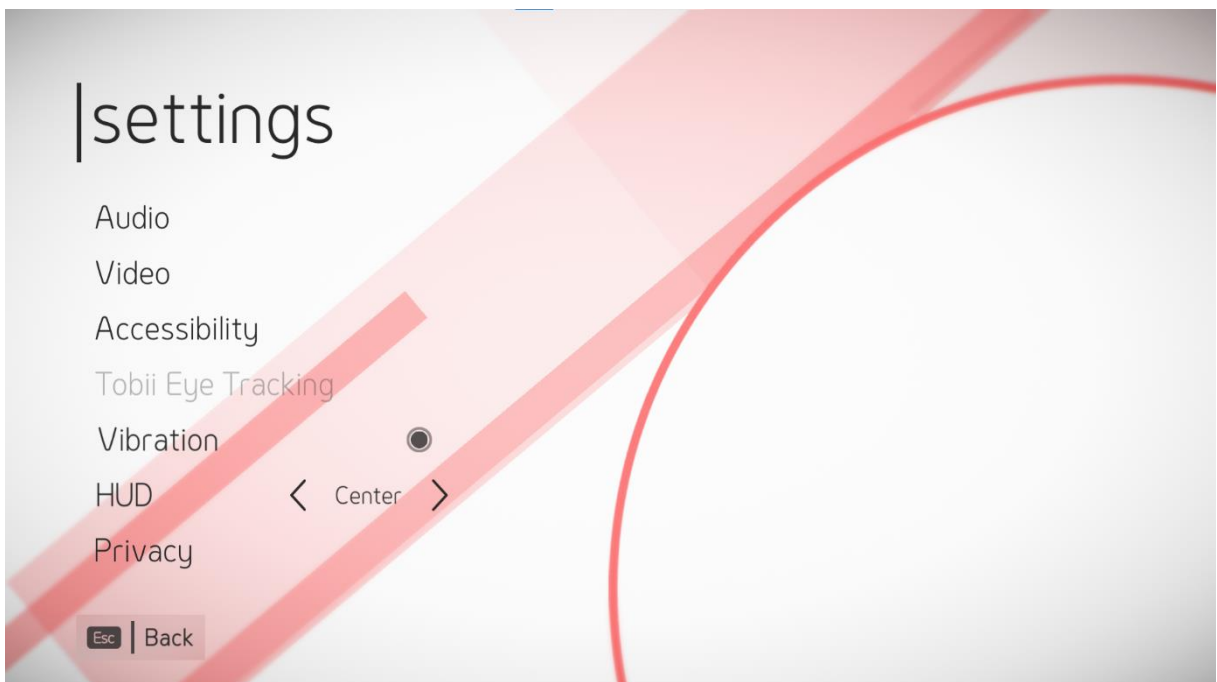 settings
Audio
Video
Accessibility
Tobii Eye Tracking
Vibration
HUD Center
Privacy
Esc Back